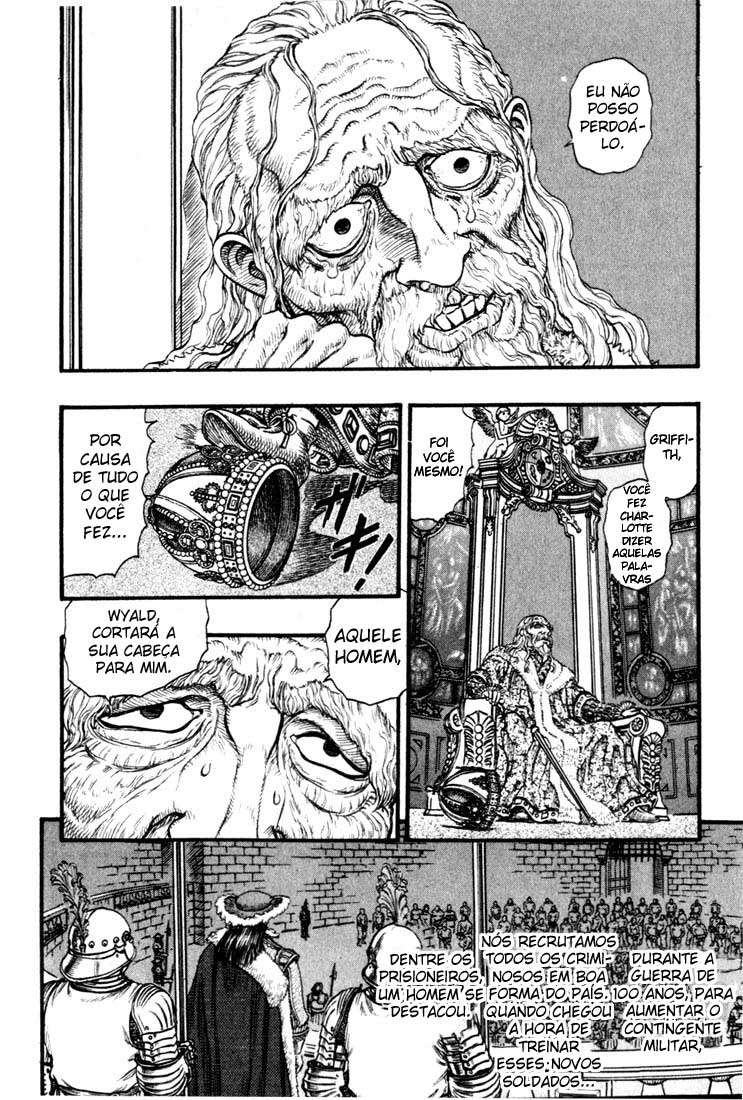 EU NÃO
POSSO
PERDOÁ-
LO.
GRIFFI-
TH,
VOCÊ
FEZ
CHAR-
LOTTE
DIZER
AQUELAS
PALA-
VRAS
FOI
VOCÊ
MESMO!
POR
CAUSA
DE TUDO
O QUE
VOCÊ
FEZ...
ガ
キ
!
AQUELE
HOMEM,
WYALD,
CORTARÁ A
SUA CABEÇA
PARA MIM.
DURANTE A
GUERRA DE
100 ANOS, PARA
AUMENTAR O
CONTINGENTE
MILITAR,
NÓS RECRUTAMOS
TODOS OS CRIMI-
NOSOS EM BOA
FORMA DO PAÍS.
QUANDO CHEGOU
A HORA DE
TREINAR
ESSES NOVOS
SOLDADOS...
DENTRE OS
PRISIONEIROS,
UM HOMEM SE
DESTACOU.